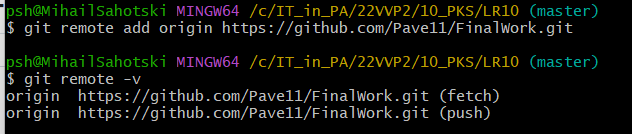 psh@MihailSahotski MINGW64 /c/IT_in_PA/22VVP2/10_PKS/LR10 (master)
$ git remote add origin https://github.com/Pave11/FinalWork.git
psh@MihailSahotski MINGW64 /c/IT_in_PA/22VVP2/10_PKS/LR10 (master)
$ git remote -v
origin  https://github.com/Pave11/FinalWork.git (fetch)
origin  https://github.com/Pave11/FinalWork.git (push)